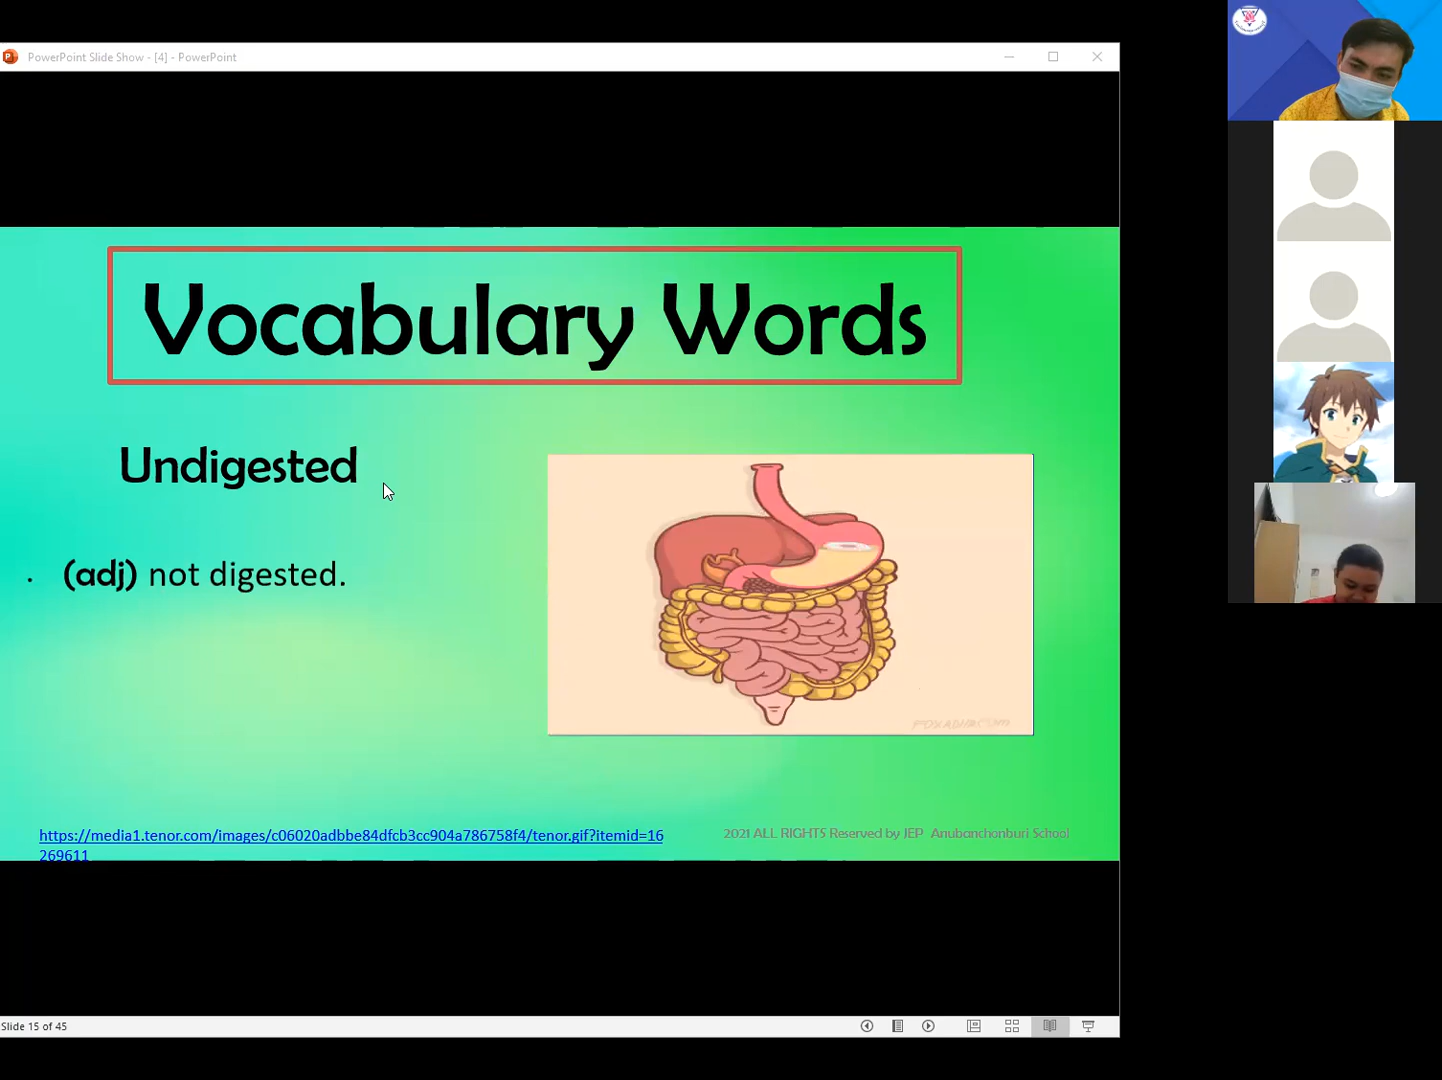 PowerPoint Slide Show - [4] - PowerPoint
Vocabulary Words
Undigested
(adj) not digested.
https://media1.tenor.com/images/c06020adbbe84dfcb3cc904a786758f4/tenor.gif?itemid=16
269611
2021 ALL RIGHTS Reserved by JEP Anubanchonburi School
Slide 15 of 45